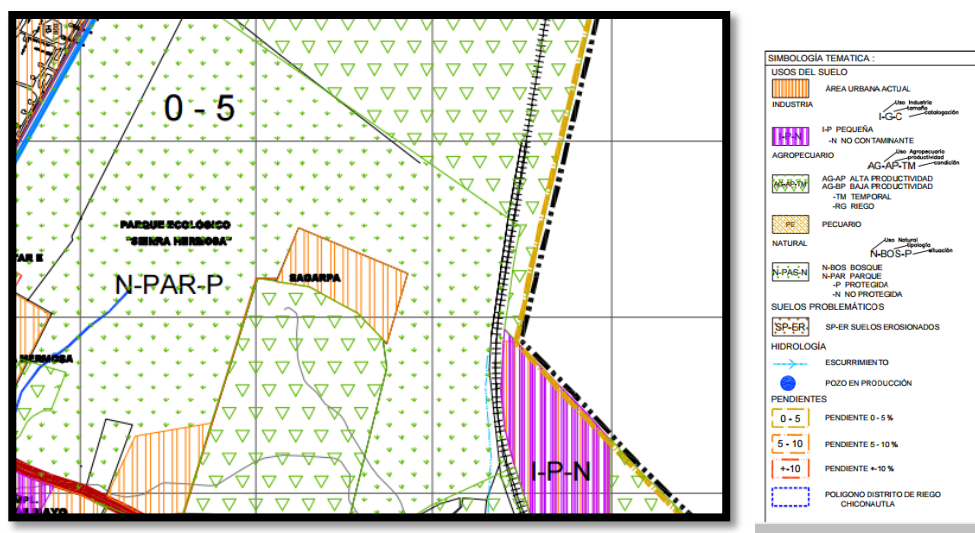 0 - 5
PARQUE ECOLÓGICO
"SIERRA HERMOSA"
N-PAR-P
SAGARPA
HERMOSA
I-P-N
SIMBOLOGÍA TEMATICA :
USOS DEL SUELO
ÁREA URBANA ACTUAL
INDUSTRIA
Uso Industria
tamaño
I-G-C
catalogación
I-P-N
I-P PEQUEÑA
-N NO CONTAMINANTE
AGROPECUARIO
Uso Agropecuario
productividad
AG-AP-TM
condición
AG-AP-TM
AG-AP ALTA PRODUCTIVIDAD
AG-BP BAJA PRODUCTIVIDAD
-TM TEMPORAL
-RG RIEGO
PE
PECUARIO
NATURAL
Uso Natural
tipología
N-BOS-P
situación
N-PAS-N
N-BOS BOSQUE
N-PAR PARQUE
-P PROTEGIDA
-N NO PROTEGIDA
SUELOS PROBLEMÁTICOS
SP-ER
SP-ER SUELOS EROSIONADOS
HIDROLOGÍA
ESCURRIMIENTO
POZO EN PRODUCCIÓN
PENDIENTES
0 - 5
PENDIENTE 0 - 5 %
5 - 10
PENDIENTE 5 - 10 %
+-10
PENDIENTE +-10 %
POLIGONO DISTRITO DE RIEGO
CHICONAUTLA